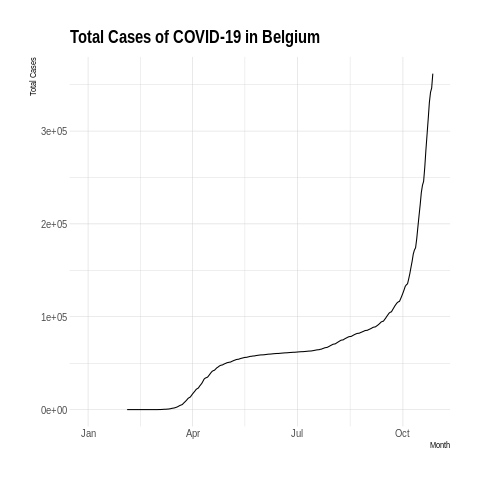 Total Cases of COVID-19 in Belgium
Total Cases
3e+05
2e+05
1e+05
0e+00
Jan Apr Jul Oct
Month